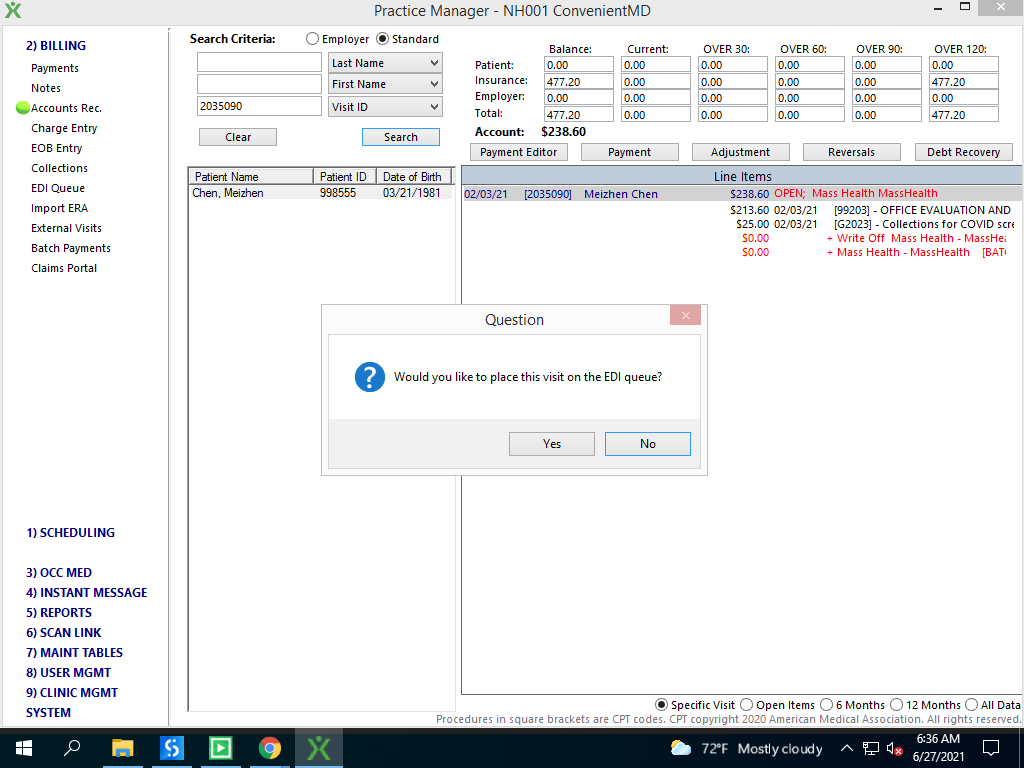 Practice Manager - NH001 ConvenientMD
2) BILLING
Payments
Notes
Accounts Rec.
Charge Entry
EOB Entry
Collections
EDI Queue
Import ERA
External Visits
Batch Payments
Claims Portal
1) SCHEDULING
3) OCC MED
4) INSTANT MESSAGE
5) REPORTS
6) SCAN LINK
7) MAINT TABLES
8) USER MGMT
9) CLINIC MGMT
SYSTEM
Search Criteria: Employer Standard
Last Name
First Name
2035090 Visit ID
Clear Search
Balance: Current: OVER 30: OVER 60: OVER 90: OVER 120:
Patient: 0.00 0.00 0.00 0.00 0.00 0.00
Insurance: 477.20 0.00 0.00 0.00 0.00 477.20
Employer: 0.00 0.00 0.00 0.00 0.00 0.00
Total: 477.20 0.00 0.00 0.00 0.00 477.20
Account: $238.60
Payment Editor Payment Adjustment Reversals Debt Recovery
Patient Name Patient ID Date of Birth
Chen, Meizhen 998555 03/21/1981
Line Items
02/03/21 [2035090] Meizhen Chen $238.60 OPEN; Mass Health MassHealth
$213.60 02/03/21 [99203] - OFFICE EVALUATION AND
$25.00 02/03/21 [G2023] - Collections for COVID scre
$0.00 + Write Off Mass Health - MassHea
$0.00 + Mass Health - MassHealth [BAT
Question
Would you like to place this visit on the EDI queue?
Yes No
Specific Visit Open Items 6 Months 12 Months All Data
Procedures in square brackets are CPT codes. CPT copyright 2020 American Medical Association. All rights reserved.
72°F Mostly cloudy
6:36 AM
6/27/2021